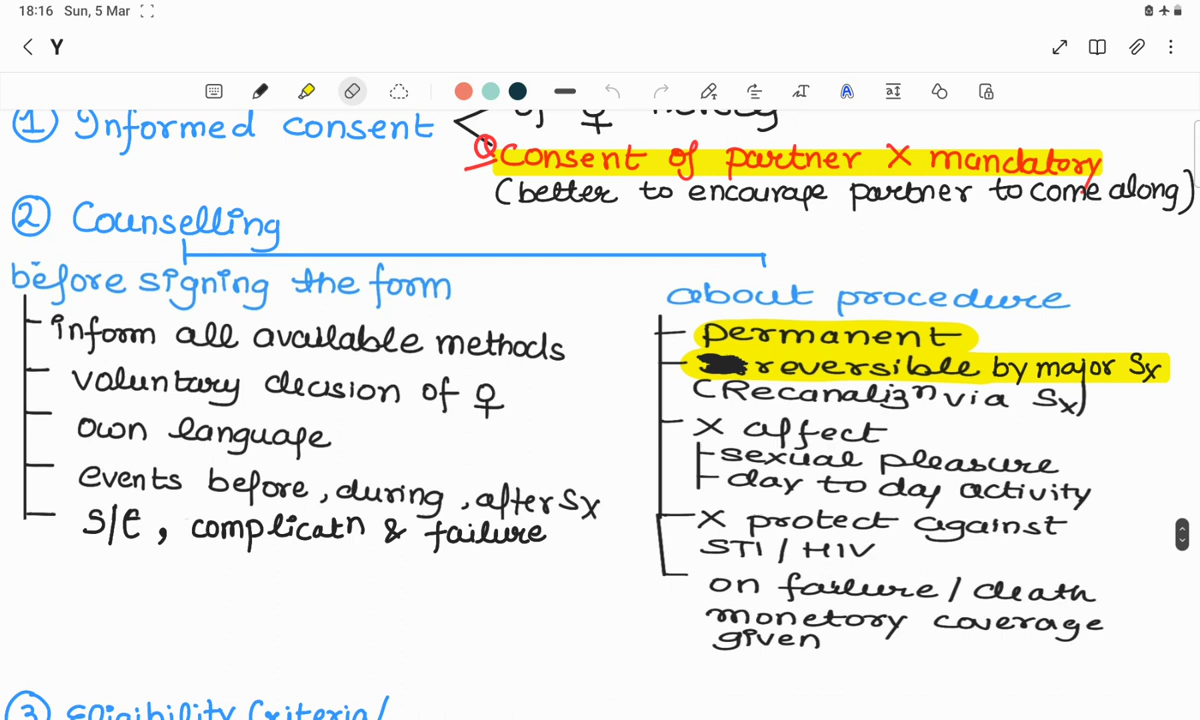 18:16 Sun, 5 Mar
Y
① Informed consent
Q consent of partner X mandatory
(better to encourage partner to come along)
② Counselling
before signing the form
inform all available methods
voluntary decision of ♀
own language
events before, during, after Sx
S/E, complicatn & failure
about procedure
permanent
reversible by major Sx
(Recanalizn via Sx)
X affect
sexual pleasure
day to day activity
X protect against
STI / HIV
on failure / death
monetory coverage
given
③ Eligibility Criteria/